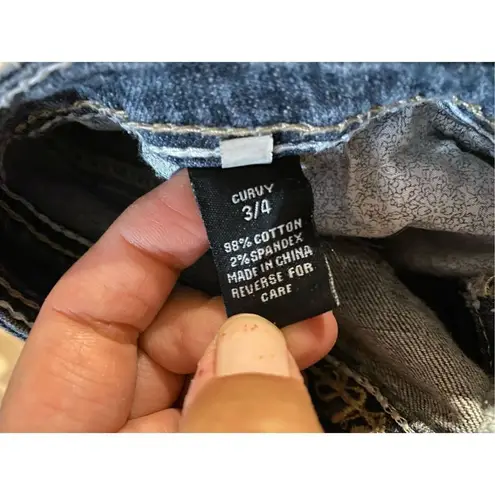 CURVY
3/4
98% COTTON
2% SPANDEX
MADE IN CHINA
REVERSE FOR
CARE